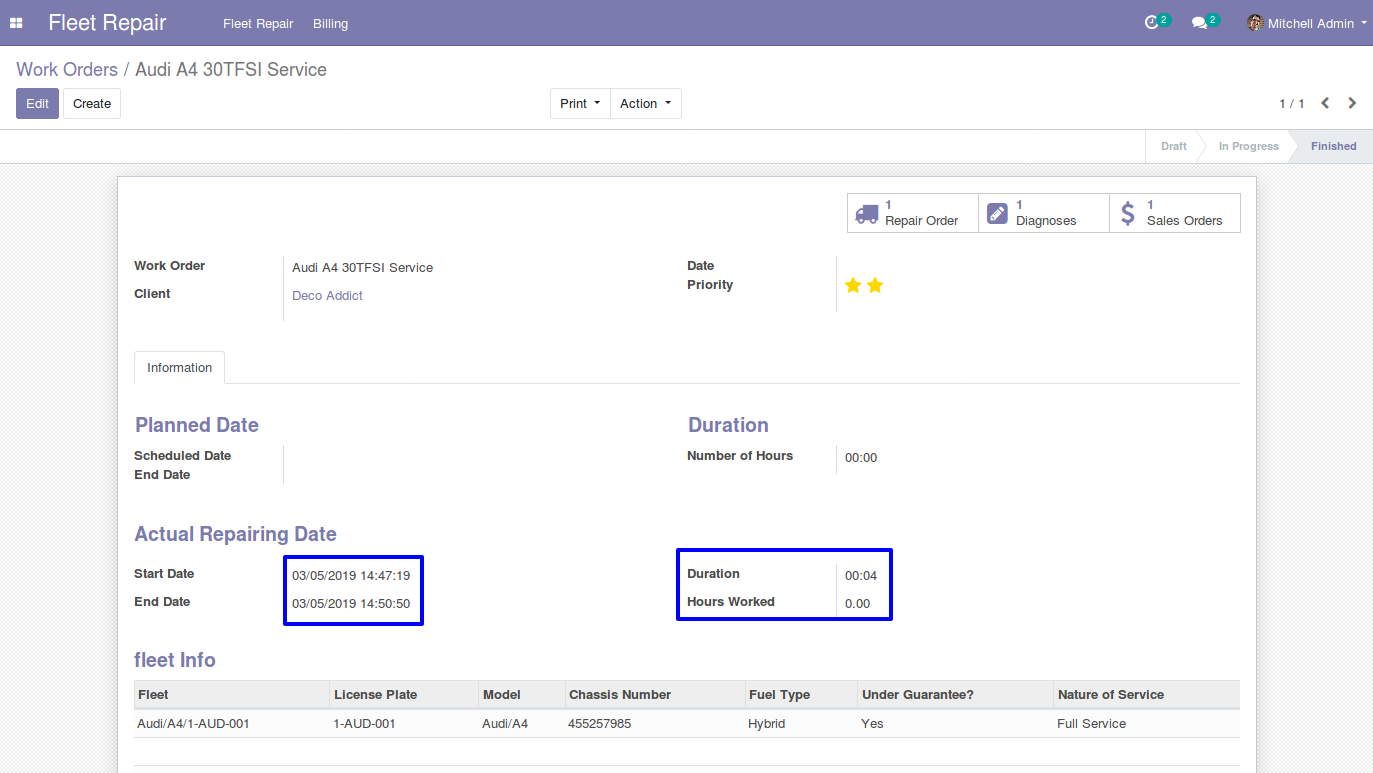 Fleet Repair Fleet Repair Billing 2 2 Mitchell Admin
Work Orders / Audi A4 30TFSI Service
Edit Create Print Action 1 / 1
Draft In Progress Finished
1 Repair Order 1 Diagnoses 1 Sales Orders
Work Order Audi A4 30TFSI Service
Client Deco Addict
Date
Priority
Information
Planned Date
Scheduled Date
End Date
Duration
Number of Hours 00:00
Actual Repairing Date
Start Date 03/05/2019 14:47:19
End Date 03/05/2019 14:50:50
Duration 00:04
Hours Worked 0.00
fleet Info
Fleet License Plate Model Chassis Number Fuel Type Under Guarantee? Nature of Service
Audi/A4/1-AUD-001 1-AUD-001 Audi/A4 455257985 Hybrid Yes Full Service